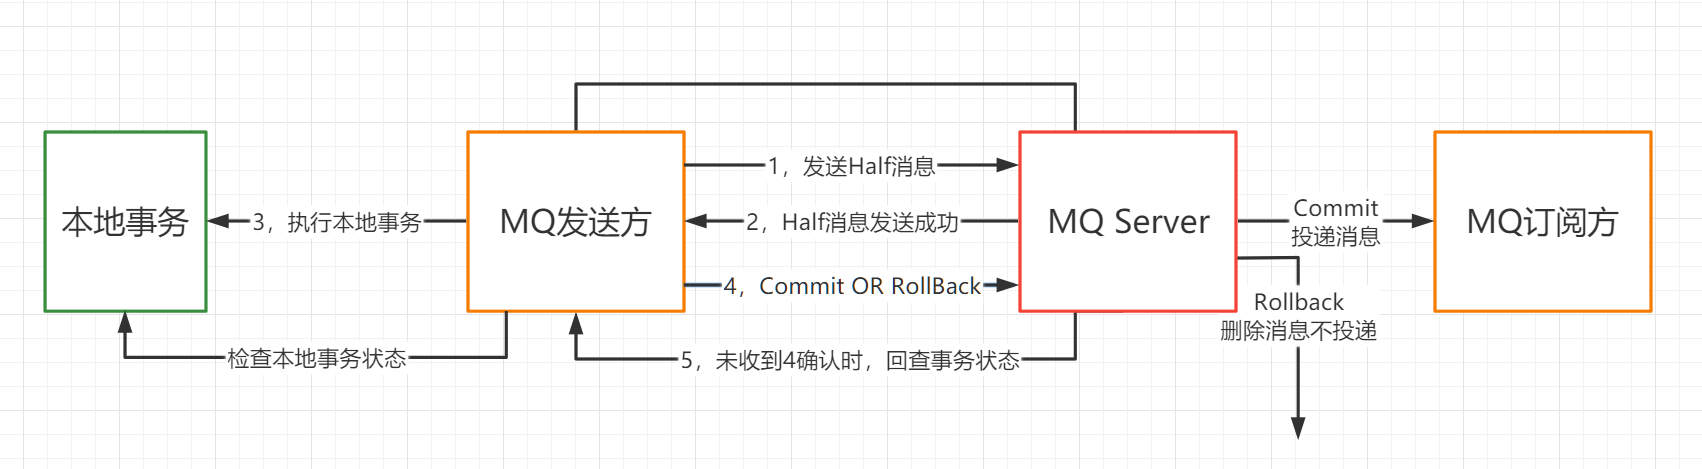 本地事务
3，执行本地事务
MQ发送方
1，发送Half消息
2，Half消息发送成功
4，Commit OR RollBack
MQ Server
Commit
投递消息
MQ订阅方
Rollback
删除消息不投递
检查本地事务状态
5，未收到4确认时，回查事务状态